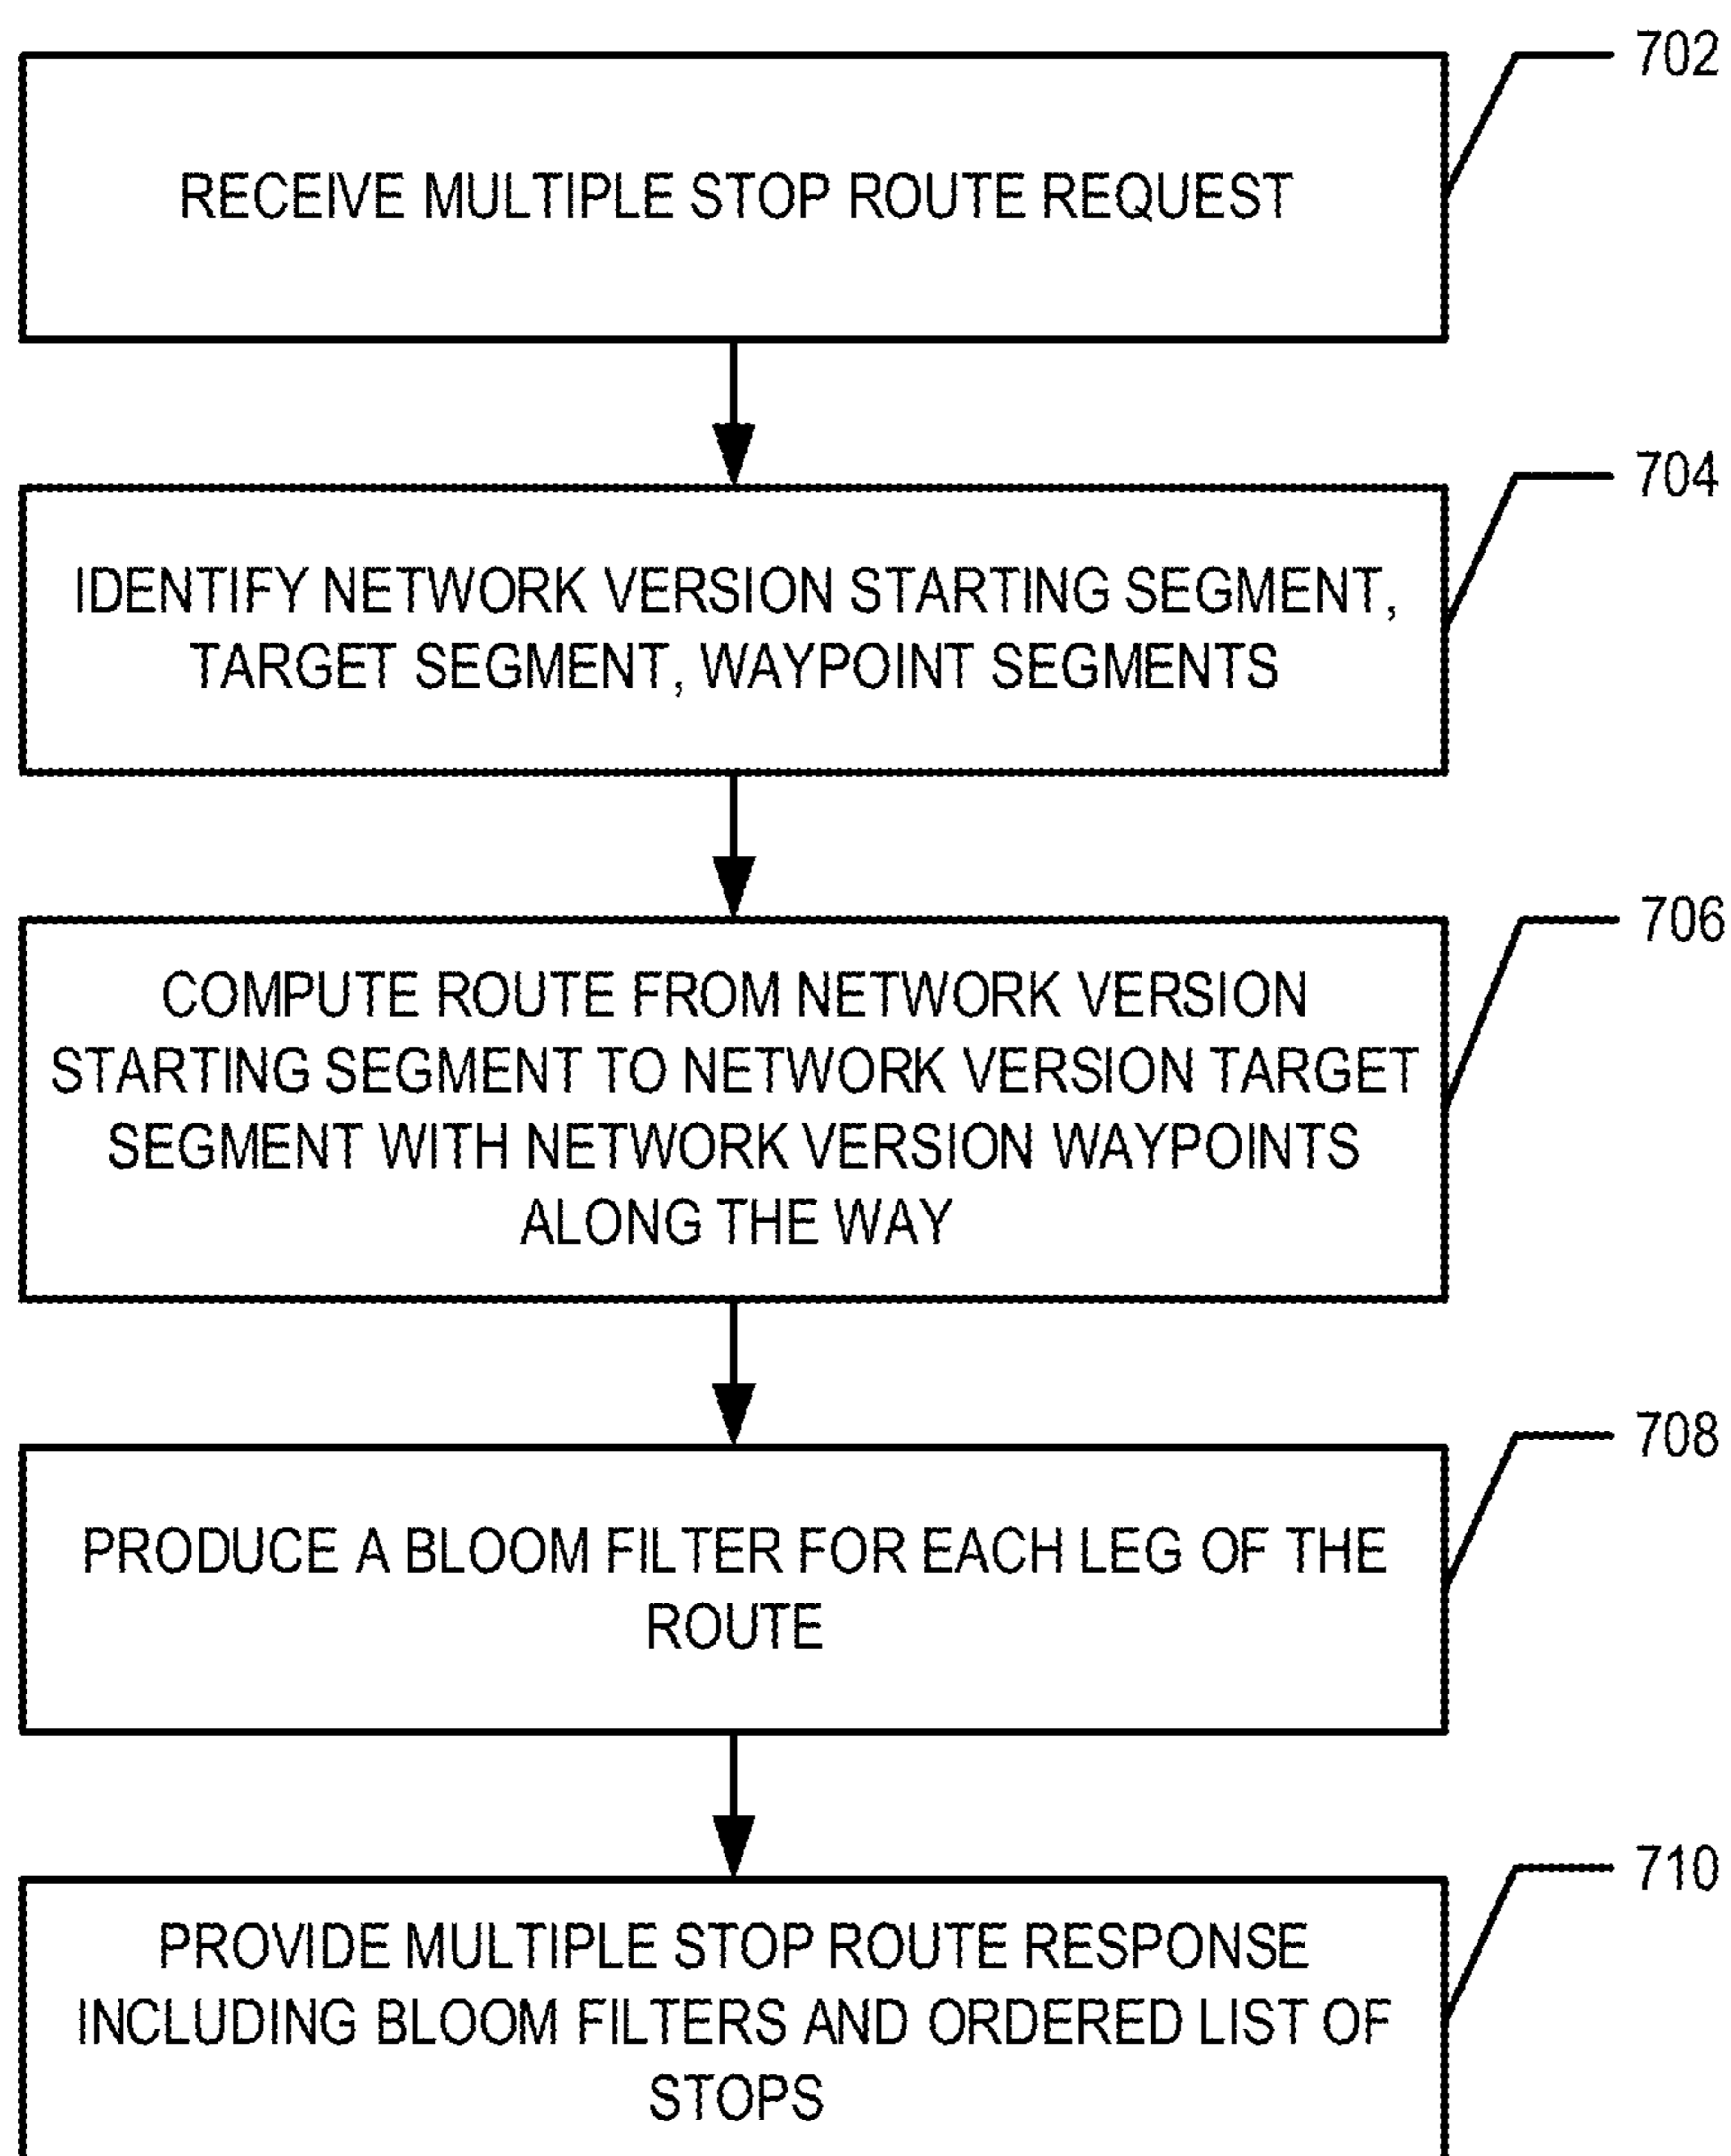 702
RECEIVE MULTIPLE STOP ROUTE REQUEST
704
IDENTIFY NETWORK VERSION STARTING SEGMENT,
TARGET SEGMENT, WAYPOINT SEGMENTS
706
COMPUTE ROUTE FROM NETWORK VERSION
STARTING SEGMENT TO NETWORK VERSION TARGET
SEGMENT WITH NETWORK VERSION WAYPOINTS
ALONG THE WAY
708
PRODUCE A BLOOM FILTER FOR EACH LEG OF THE
ROUTE
710
PROVIDE MULTIPLE STOP ROUTE RESPONSE
INCLUDING BLOOM FILTERS AND ORDERED LIST OF
STOPS